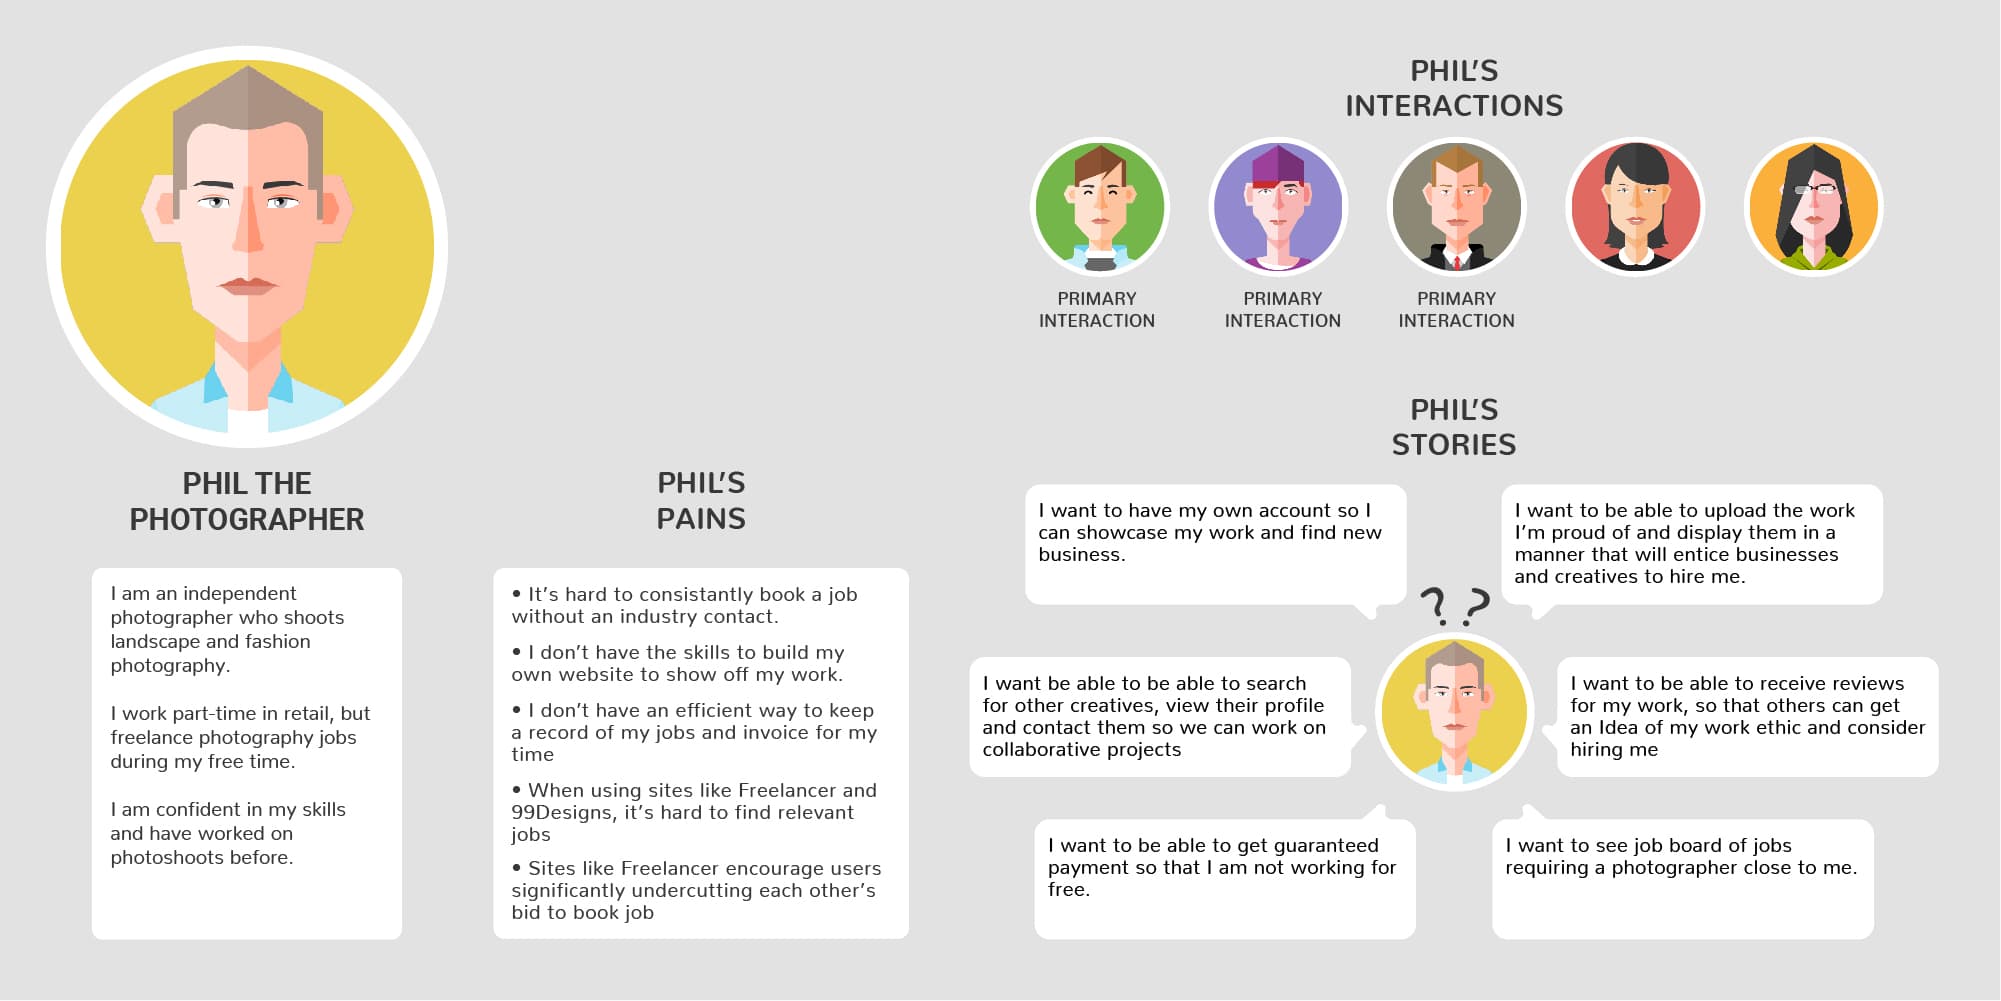 PHIL THE
PHOTOGRAPHER
I am an independent
photographer who shoots
landscape and fashion
photography.
I work part-time in retail, but
freelance photography jobs
during my free time.
I am confident in my skills
and have worked on
photoshoots before.
PHIL'S
PAINS
• It's hard to consistantly book a job
without an industry contact.
• I don't have the skills to build my
own website to show off my work.
• I don't have an efficient way to keep
a record of my jobs and invoice for my
time
• When using sites like Freelancer and
99Designs, it's hard to find relevant
jobs
• Sites like Freelancer encourage users
significantly undercutting each other's
bid to book job
PHIL'S
INTERACTIONS
PRIMARY
INTERACTION
PRIMARY
INTERACTION
PRIMARY
INTERACTION
PHIL'S
STORIES
I want to have my own account so I
can showcase my work and find new
business.
I want to be able to upload the work
I'm proud of and display them in a
manner that will entice businesses
and creatives to hire me.
? ?
I want be able to be able to search
for other creatives, view their profile
and contact them so we can work on
collaborative projects
I want to be able to receive reviews
for my work, so that others can get
an Idea of my work ethic and consider
hiring me
I want to be able to get guaranteed
payment so that I am not working for
free.
I want to see job board of jobs
requiring a photographer close to me.